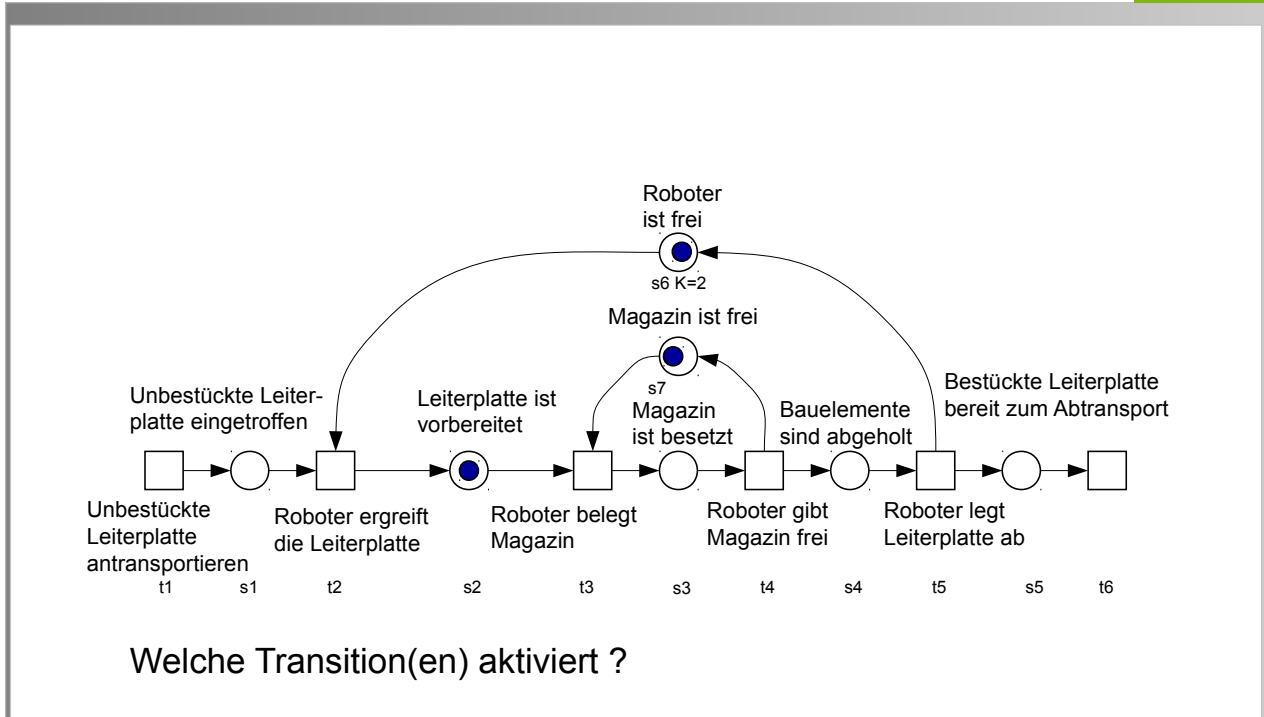 Roboter
ist frei
s6 K=2
Magazin ist frei
s7
Unbestückte Leiter-
platte eingetroffen
Leiterplatte ist
vorbereitet
Magazin
ist besetzt
Bauelemente
sind abgeholt
Bestückte Leiterplatte
bereit zum Abtransport
Unbestückte
Leiterplatte
antransportieren
Roboter ergreift
die Leiterplatte
Roboter belegt
Magazin
Roboter gibt
Magazin frei
Roboter legt
Leiterplatte ab
t1 s1 t2 s2 t3 s3 t4 s4 t5 s5 t6
Welche Transition(en) aktiviert ?